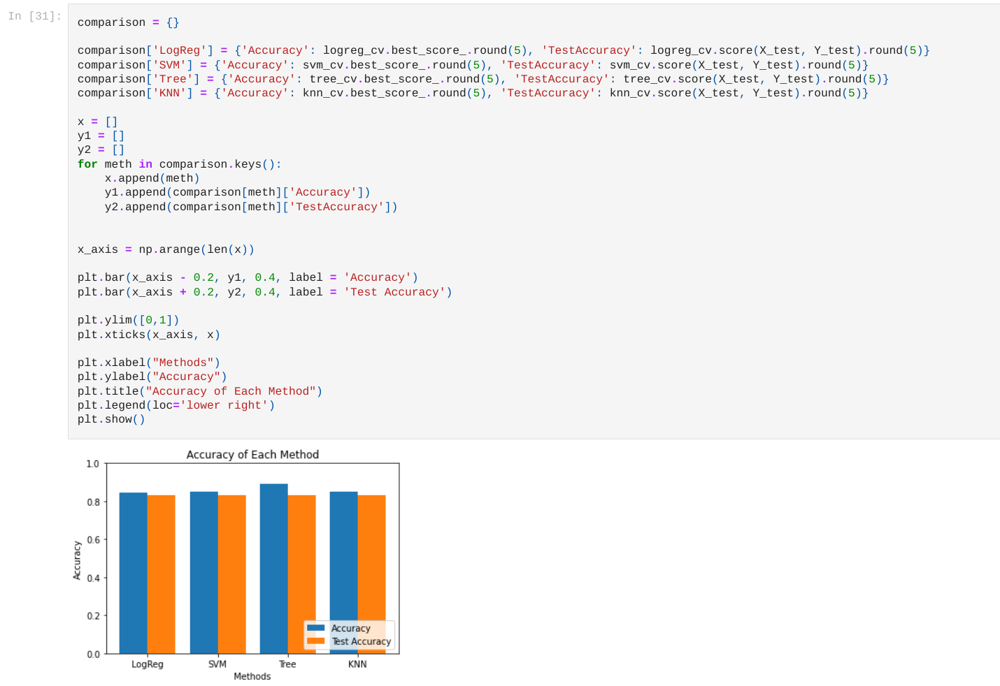 In [31]:
comparison = {}
comparison['LogReg'] = {'Accuracy': logreg_cv.best_score_.round(5), 'TestAccuracy': logreg_cv.score(X_test, Y_test).round(5)}
comparison['SVM'] = {'Accuracy': svm_cv.best_score_.round(5), 'TestAccuracy': svm_cv.score(X_test, Y_test).round(5)}
comparison['Tree'] = {'Accuracy': tree_cv.best_score_.round(5), 'TestAccuracy': tree_cv.score(X_test, Y_test).round(5)}
comparison['KNN'] = {'Accuracy': knn_cv.best_score_.round(5), 'TestAccuracy': knn_cv.score(X_test, Y_test).round(5)}
x = []
y1 = []
y2 = []
for meth in comparison.keys():
    x.append(meth)
    y1.append(comparison[meth]['Accuracy'])
    y2.append(comparison[meth]['TestAccuracy'])
x_axis = np.arange(len(x))
plt.bar(x_axis - 0.2, y1, 0.4, label = 'Accuracy')
plt.bar(x_axis + 0.2, y2, 0.4, label = 'Test Accuracy')
plt.ylim([0,1])
plt.xticks(x_axis, x)
plt.xlabel("Methods")
plt.ylabel("Accuracy")
plt.title("Accuracy of Each Method")
plt.legend(loc='lower right')
plt.show()
Accuracy of Each Method
1.0
0.8
0.6
0.4
0.2
0.0
Accuracy
Accuracy
Test Accuracy
LogReg SVM Tree KNN
Methods